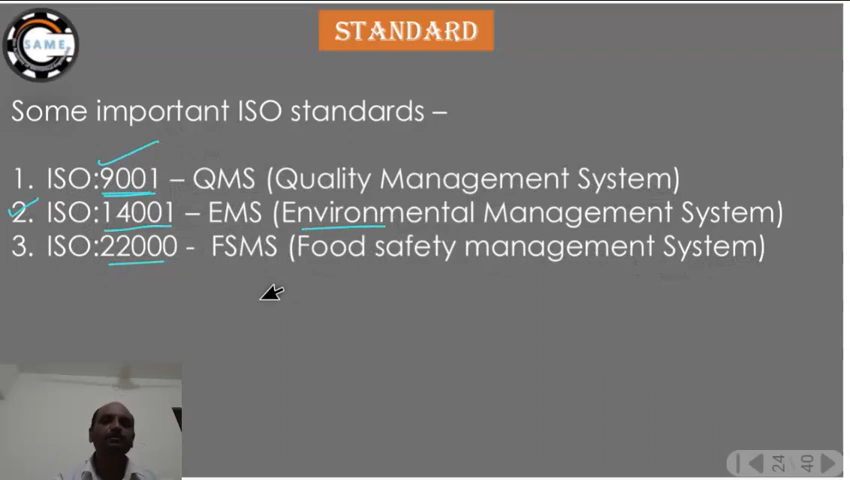 SAME
STANDARD
Some important ISO standards –
1. ISO:9001 – QMS (Quality Management System)
2. ISO:14001 – EMS (Environmental Management System)
3. ISO:22000 - FSMS (Food safety management System)
24 \ 40